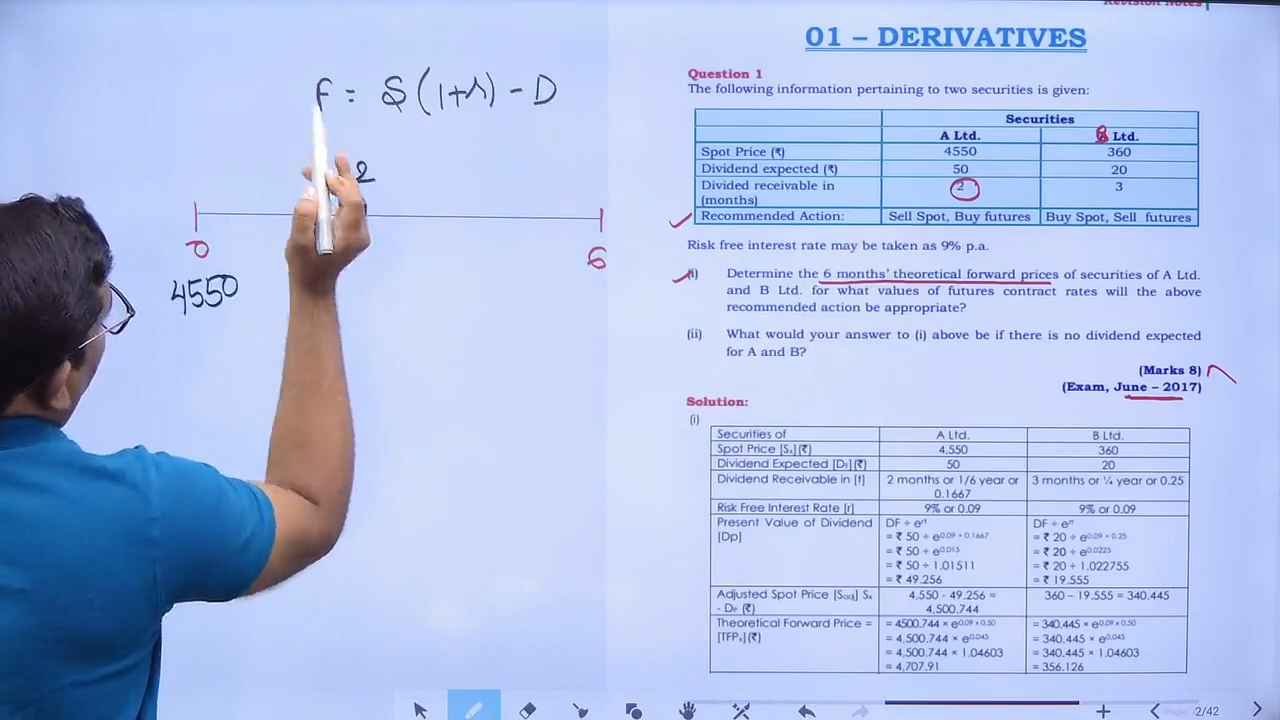 Revision Notes
F = S (1+r) - D
2
0
6
4550
01 – DERIVATIVES
Question 1
The following information pertaining to two securities is given:
Securities
A Ltd. B Ltd.
Spot Price (₹) 4550 360
Dividend expected (₹) 50 20
Divided receivable in (months) 2 3
Recommended Action: Sell Spot, Buy futures Buy Spot, Sell futures
Risk free interest rate may be taken as 9% p.a.
(i) Determine the 6 months' theoretical forward prices of securities of A Ltd.
and B Ltd. for what values of futures contract rates will the above
recommended action be appropriate?
(ii) What would your answer to (i) above be if there is no dividend expected
for A and B?
(Marks 8)
(Exam, June – 2017)
Solution:
(i)
Securities of A Ltd. B Ltd.
Spot Price [Sₓ](₹) 4,550 360
Dividend Expected [DF](₹) 50 20
Dividend Receivable in [t] 2 months or 1/6 year or 0.1667 3 months or ¼ year or 0.25
Risk Free Interest Rate [r] 9% or 0.09 9% or 0.09
Present Value of Dividend [Dp] DF ÷ e^rt DF ÷ e^rt
= ₹ 50 ÷ e^0.09 × 0.1667 = ₹ 20 ÷ e^0.09 × 0.25
= ₹ 50 ÷ e^0.015 = ₹ 20 ÷ e^0.0225
= ₹ 50 ÷ 1.01511 = ₹ 20 ÷ 1.022755
= ₹ 49.256 = ₹ 19.555
Adjusted Spot Price [Sadj] Sₓ - DP (₹) 4,550 - 49.256 = 4,500.744 360 – 19.555 = 340.445
Theoretical Forward Price = [TFPₓ](₹) = 4500.744 × e^0.09 × 0.50 = 340.445 × e^0.09 × 0.50
= 4,500.744 × e^0.045 = 340.445 × e^0.045
= 4,500.744 × 1.04603 = 340.445 × 1.04603
= 4,707.91 = 356.126
2/42